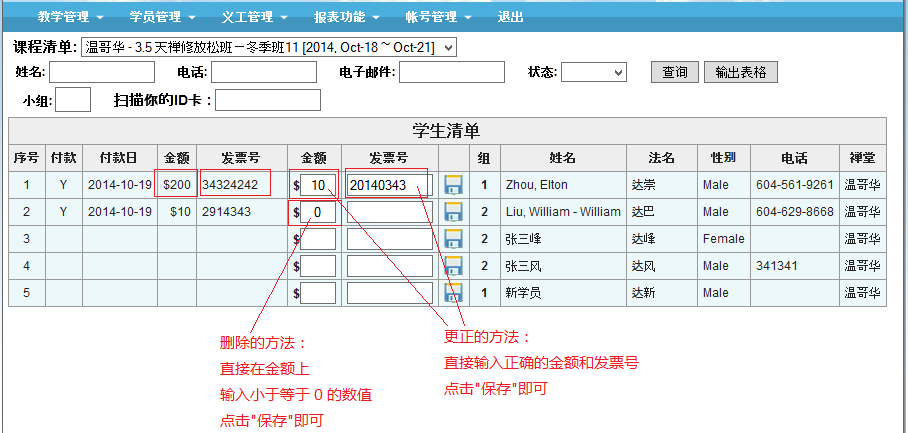 教学管理 学员管理 义工管理 报表功能 帐号管理 退出
课程清单: 温哥华 - 3.5 天禅修放松班－冬季班11 [2014, Oct-18 ~ Oct-21]
姓名: 电话: 电子邮件: 状态: 查询 输出表格
小组: 扫描你的ID卡：
学生清单
序号 付款 付款日 金额 发票号 金额 发票号 组 姓名 法名 性别 电话 禅堂
1 Y 2014-10-19 $200 34324242 $ 10 20140343 1 Zhou, Elton 达崇 Male 604-561-9261 温哥华
2 Y 2014-10-19 $10 2914343 $ 0 2 Liu, William - William 达巴 Male 604-629-8668 温哥华
3 $ 2 张三峰 达峰 Female 温哥华
4 $ 2 张三风 达风 Male 341341 温哥华
5 $ 1 新学员 达新 Male 温哥华
删除的方法：
直接在金额上
输入小于等于 0 的数值
点击"保存"即可
更正的方法：
直接输入正确的金额和发票号
点击"保存"即可